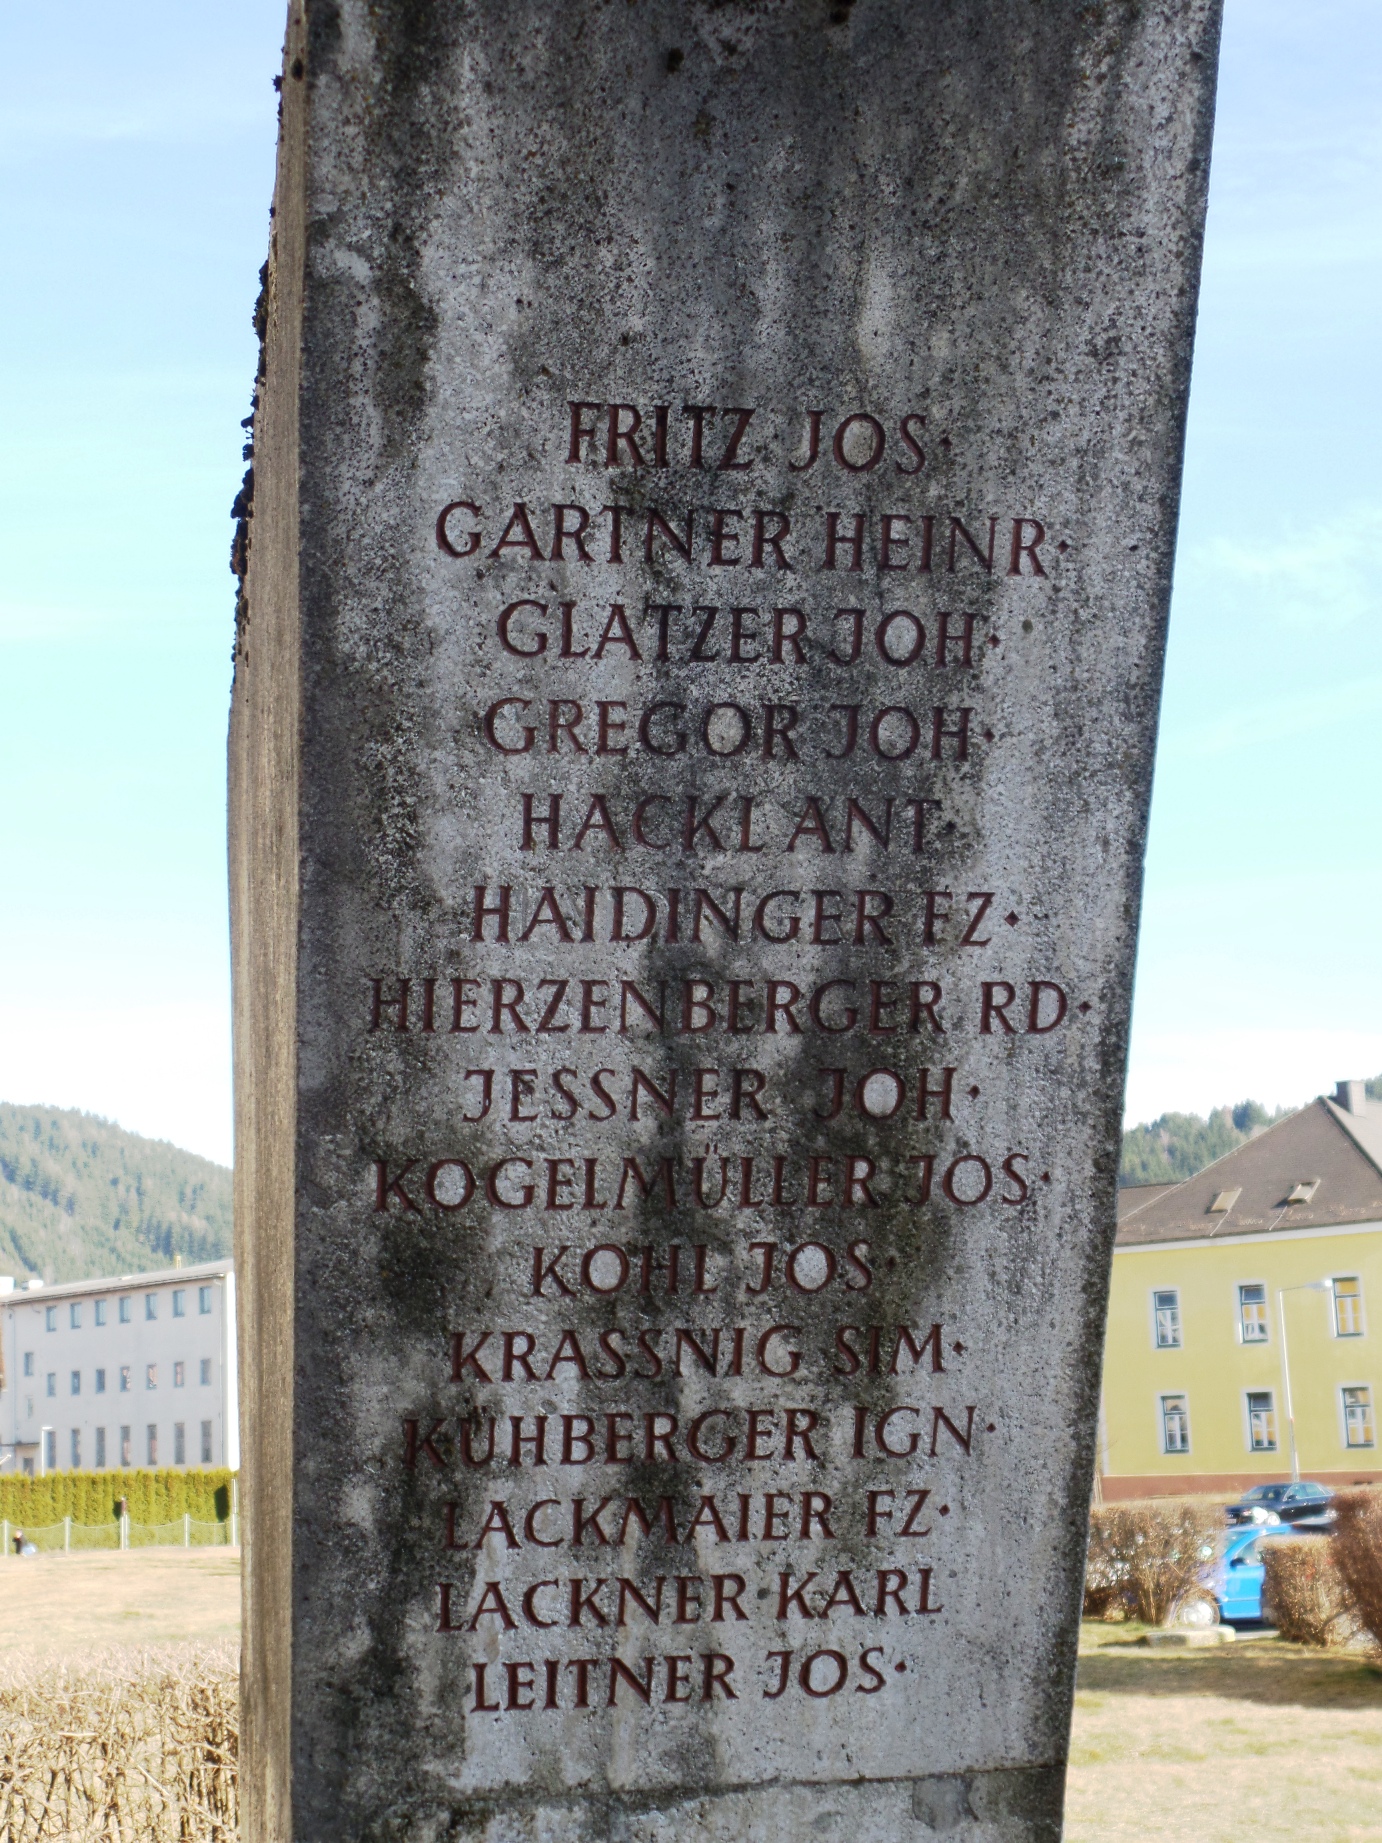 FRITZ JOS·
GARTNER HEINR·
GLATZER JOH·
GREGOR JOH·
HACKL ANT·
HAIDINGER FZ·
HIERZENBERGER RD·
JESSNER JOH·
KOGELMÜLLER JOS·
KOHL JOS·
KRASSNIG SIM·
KÜHBERGER IGN·
LACKMAIER FZ·
LACKNER KARL
LEITNER JOS·